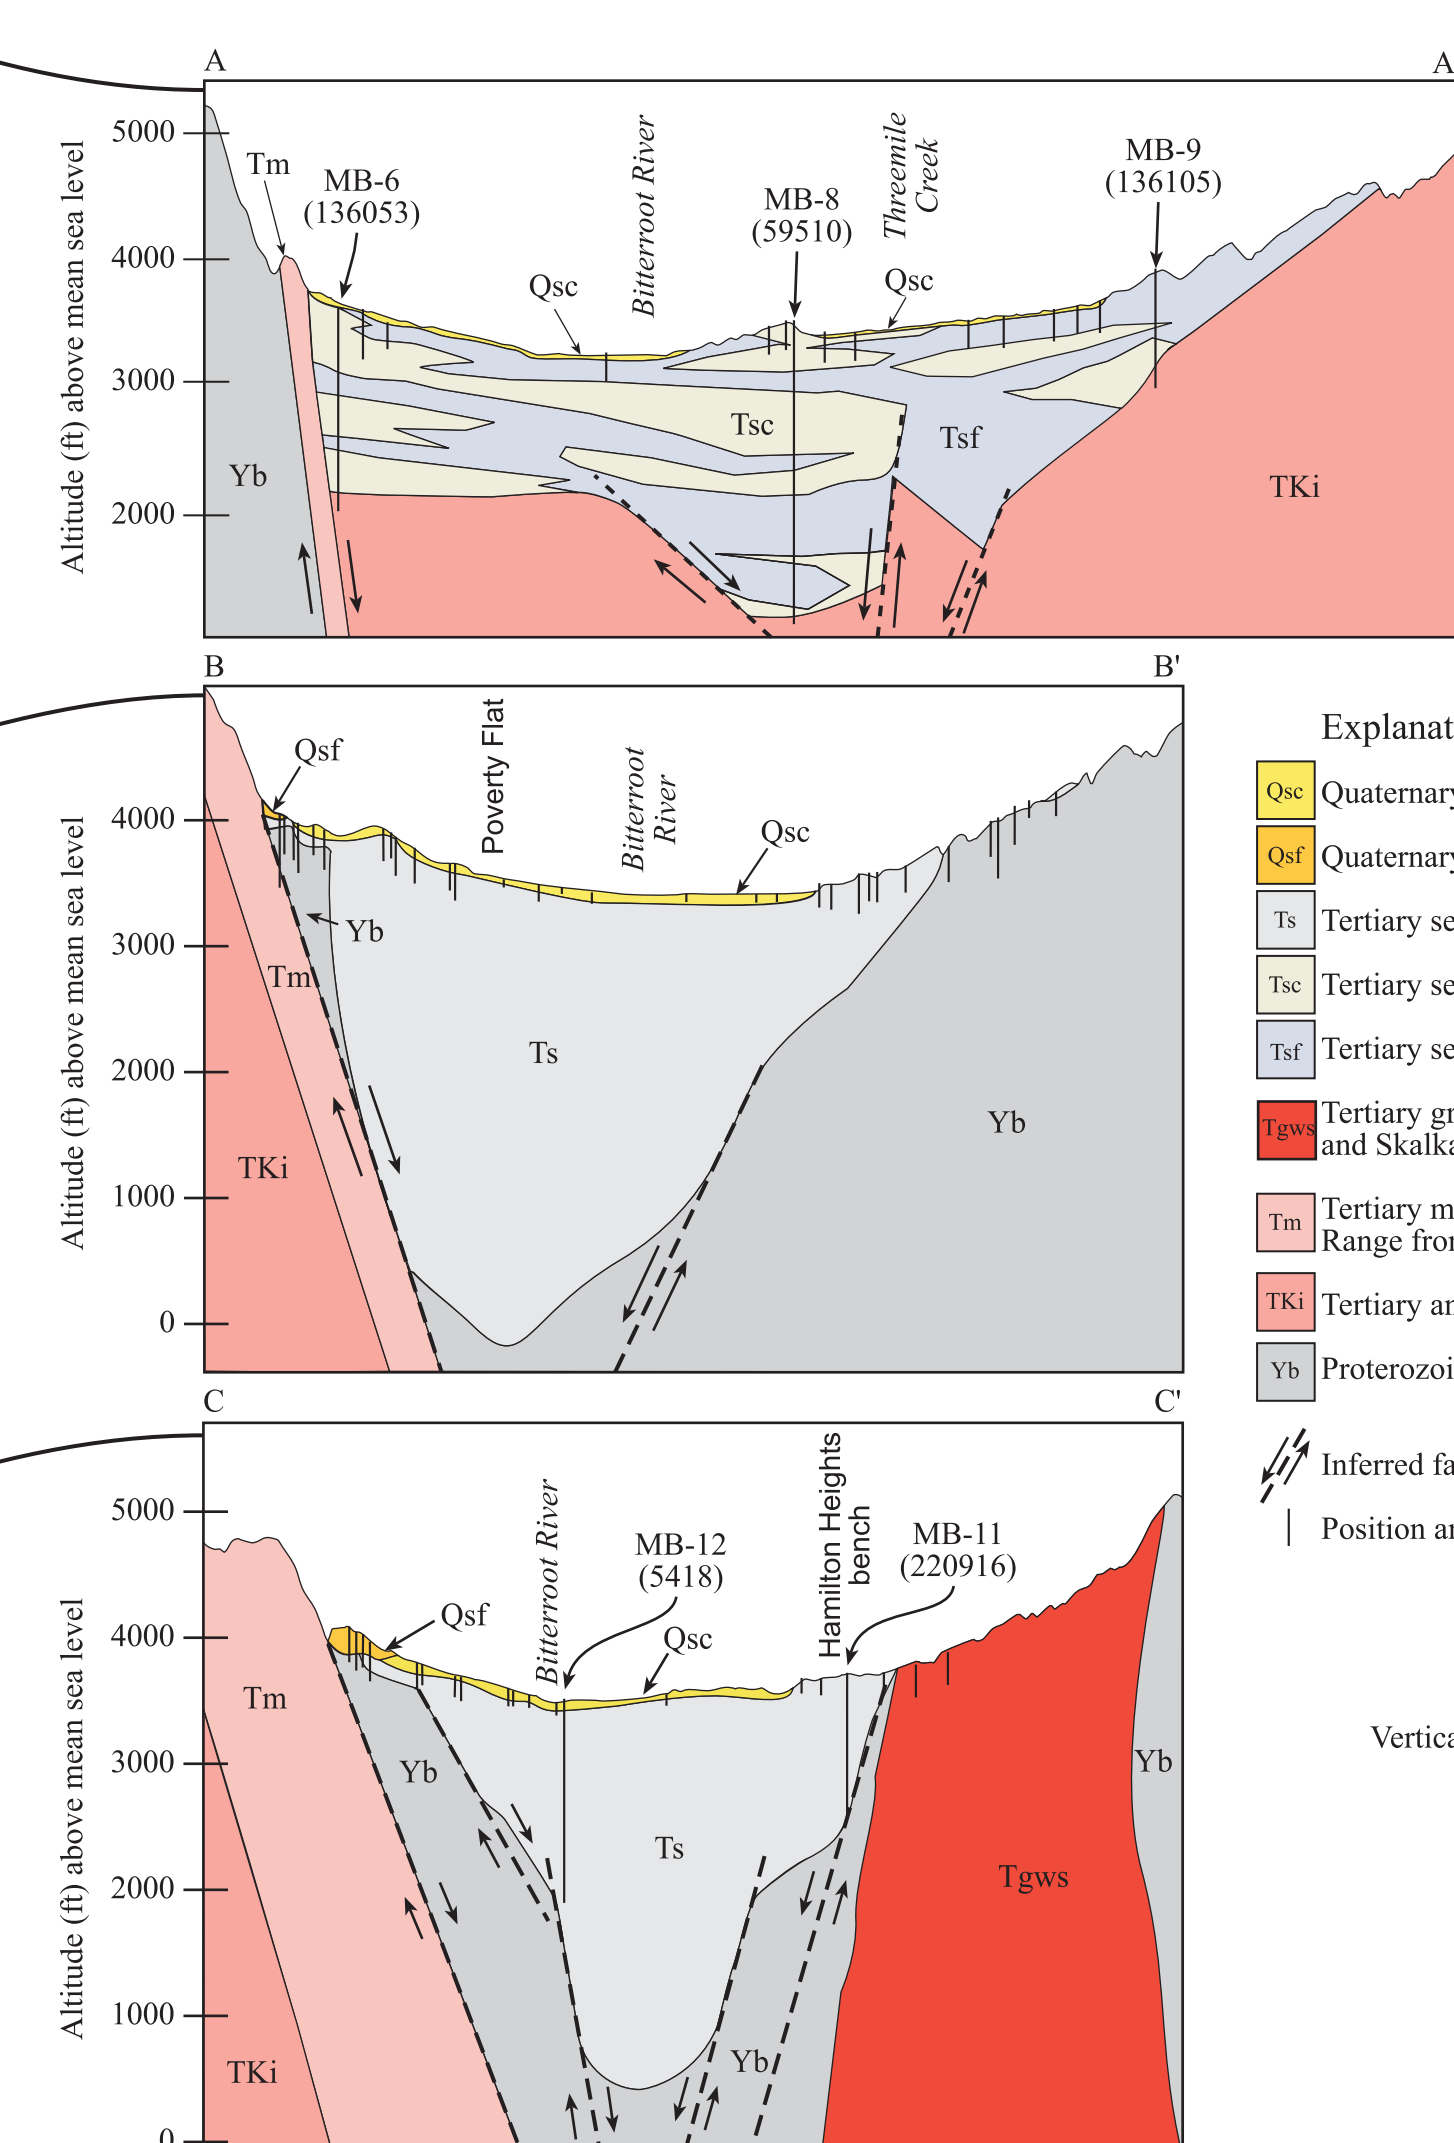 A
A
Altitude (ft) above mean sea level
5000
4000
3000
2000
Tm
MB-6
(136053)
Bitterroot River
Qsc
MB-8
(59510)
Threemile
Creek
Qsc
MB-9
(136105)
Yb
Tsc
Tsf
TKi
B
B'
Altitude (ft) above mean sea level
4000
3000
2000
1000
0
Qsf
Poverty Flat
Bitterroot
River
Qsc
Yb
Tm
Ts
TKi
Yb
Explanat
Qsc
Quaternary
Qsf
Quaternary
Ts
Tertiary se
Tsc
Tertiary se
Tsf
Tertiary se
Tgws
Tertiary gr
and Skalka
Tm
Tertiary m
Range from
TKi
Tertiary an
Yb
Proterozoi
Inferred fa
Position an
Vertica
C
C'
Altitude (ft) above mean sea level
5000
4000
3000
2000
1000
0
Qsf
Bitterroot River
MB-12
(5418)
Qsc
Hamilton Heights
bench
MB-11
(220916)
Tm
Yb
Ts
Tgws
Yb
Yb
TKi